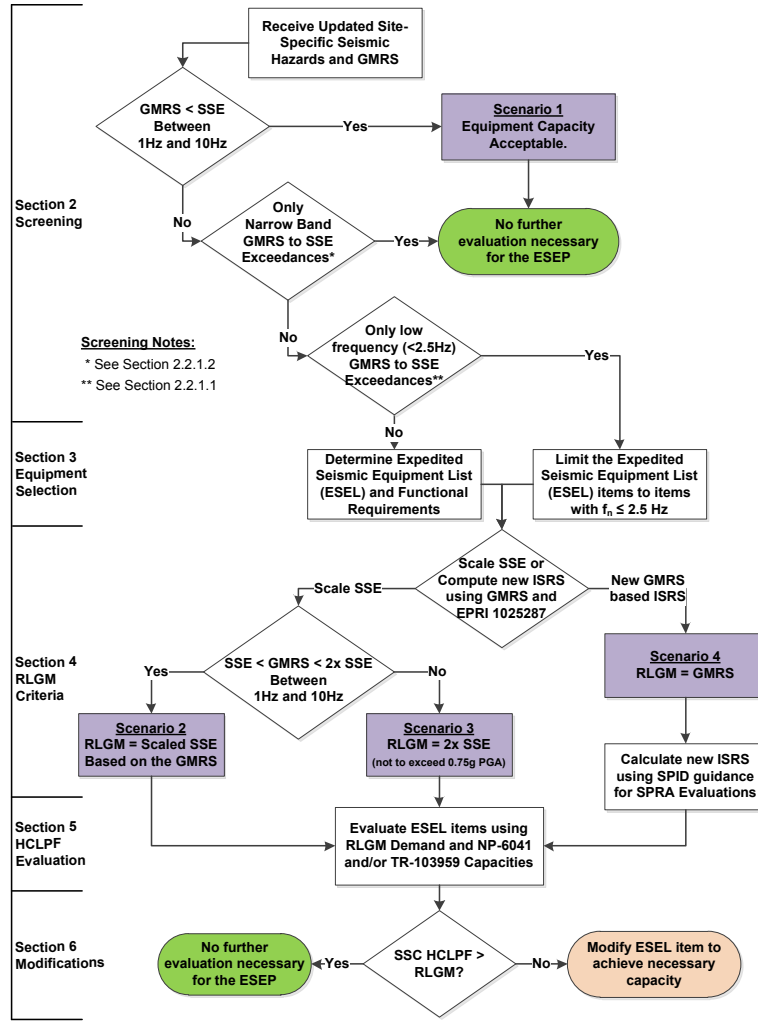 Receive Updated Site-
Specific Seismic
Hazards and GMRS
GMRS < SSE
Between
1Hz and 10Hz
Yes
Scenario 1
Equipment Capacity
Acceptable.
Section 2
Screening
No
Only
Narrow Band
GMRS to SSE
Exceedances*
Yes
No further
evaluation necessary
for the ESEP
Screening Notes:
* See Section 2.2.1.2
** See Section 2.2.1.1
No
Only low
frequency (<2.5Hz)
GMRS to SSE
Exceedances**
Yes
No
Section 3
Equipment
Selection
Determine Expedited
Seismic Equipment List
(ESEL) and Functional
Requirements
Limit the Expedited
Seismic Equipment List
(ESEL) items to items
with fn ≤ 2.5 Hz
Scale SSE or
Compute new ISRS
using GMRS and
EPRI 1025287
Scale SSE
New GMRS
based ISRS
Section 4
RLGM
Criteria
Yes
SSE < GMRS < 2x SSE
Between
1Hz and 10Hz
No
Scenario 4
RLGM = GMRS
Scenario 2
RLGM = Scaled SSE
Based on the GMRS
Scenario 3
RLGM = 2x SSE
(not to exceed 0.75g PGA)
Calculate new ISRS
using SPID guidance
for SPRA Evaluations
Section 5
HCLPF
Evaluation
Evaluate ESEL items using
RLGM Demand and NP-6041
and/or TR-103959 Capacities
Section 6
Modifications
No further
evaluation necessary
for the ESEP
Yes
SSC HCLPF >
RLGM?
No
Modify ESEL item to
achieve necessary
capacity